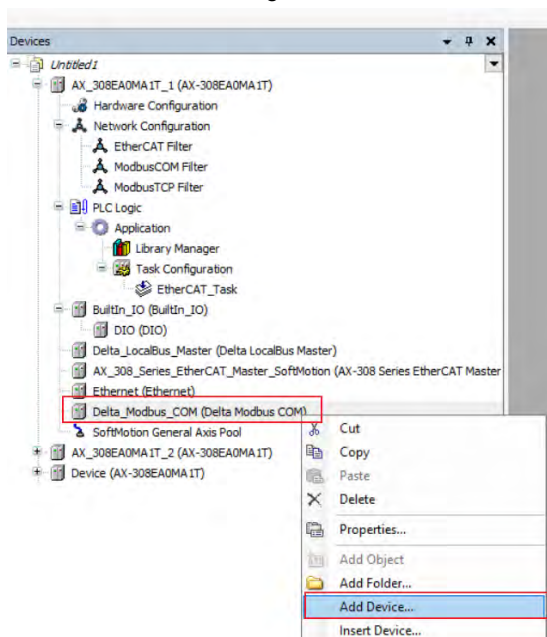 Devices
Untitled1
AX_308EA0MA1T_1 (AX-308EA0MA1T)
Hardware Configuration
Network Configuration
EtherCAT Filter
ModbusCOM Filter
ModbusTCP Filter
PLC Logic
Application
Library Manager
Task Configuration
EtherCAT_Task
BuiltIn_IO (BuiltIn_IO)
DIO (DIO)
Delta_LocalBus_Master (Delta LocalBus Master)
AX_308_Series_EtherCAT_Master_SoftMotion (AX-308 Series EtherCAT Master
Ethernet (Ethernet)
Delta_Modbus_COM (Delta Modbus COM)
SoftMotion General Axis Pool
AX_308EA0MA1T_2 (AX-308EA0MA1T)
Device (AX-308EA0MA1T)
Cut
Copy
Paste
Delete
Properties...
Add Object
Add Folder...
Add Device...
Insert Device...